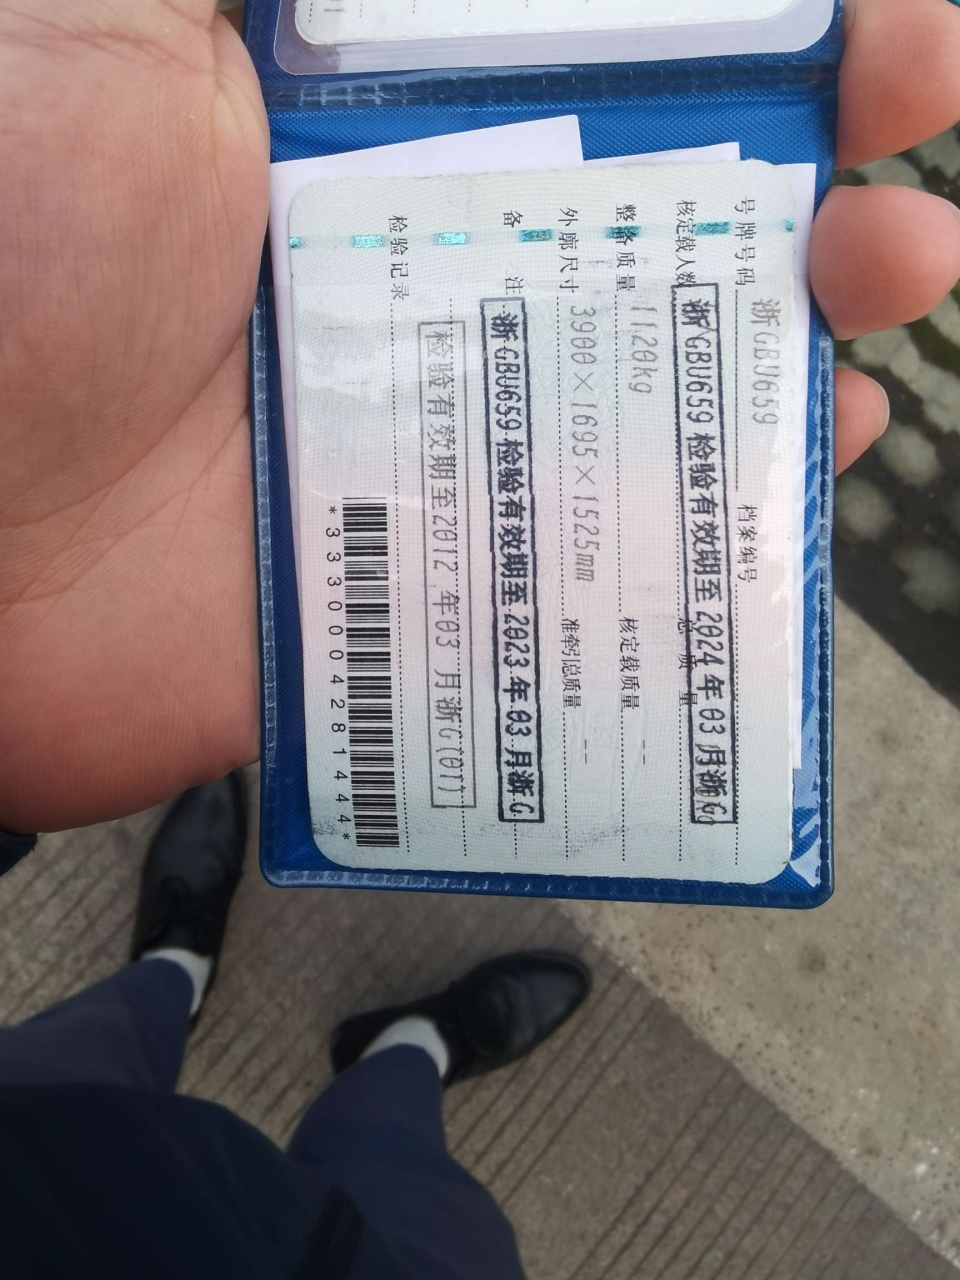 号牌号码 浙GBU659 档案编号
核定载人数 总质量
浙GBU659 检验有效期至2024年03月浙G
整备质量 1120kg 核定载质量 --
外廓尺寸 3900×1695×1525mm 准牵引总质量 --
备注
浙GBU659 检验有效期至2023年03月浙G
检验有效期至2012年03月浙G(01)
检验记录
*3330004281444*